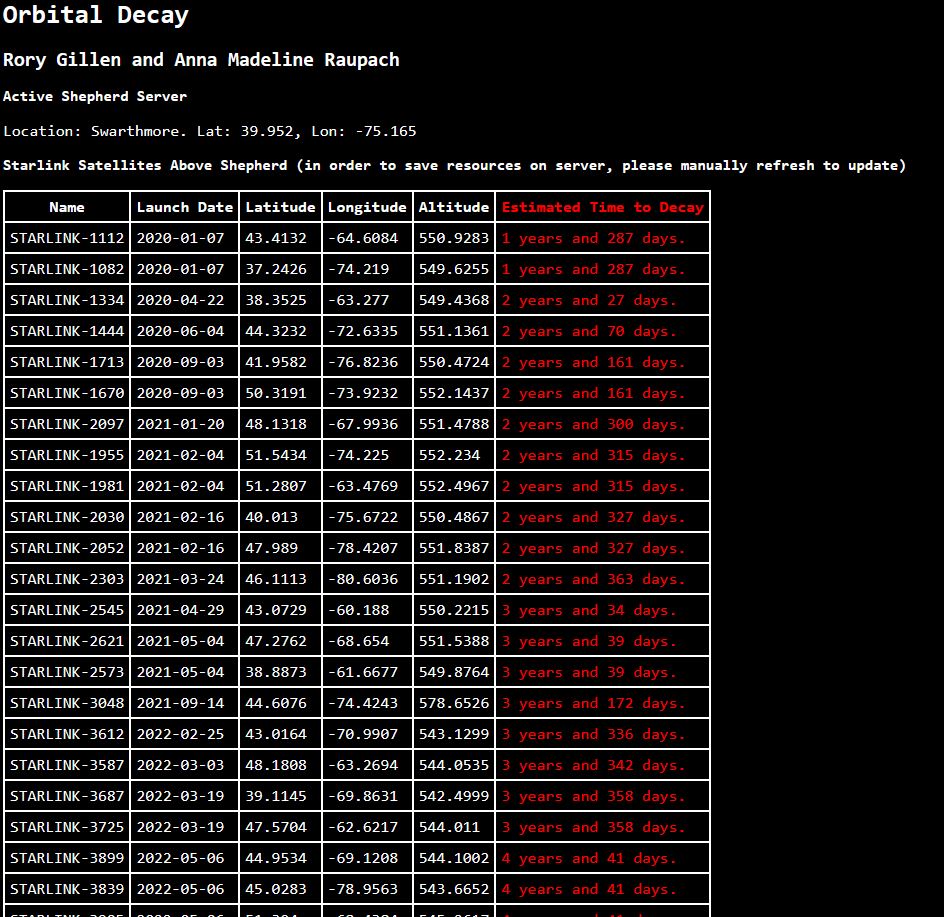 Orbital Decay
Rory Gillen and Anna Madeline Raupach
Active Shepherd Server
Location: Swarthmore. Lat: 39.952, Lon: -75.165
Starlink Satellites Above Shepherd (in order to save resources on server, please manually refresh to update)
Name Launch Date Latitude Longitude Altitude Estimated Time to Decay
STARLINK-1112 2020-01-07 43.4132 -64.6084 550.9283 1 years and 287 days.
STARLINK-1082 2020-01-07 37.2426 -74.219 549.6255 1 years and 287 days.
STARLINK-1334 2020-04-22 38.3525 -63.277 549.4368 2 years and 27 days.
STARLINK-1444 2020-06-04 44.3232 -72.6335 551.1361 2 years and 70 days.
STARLINK-1713 2020-09-03 41.9582 -76.8236 550.4724 2 years and 161 days.
STARLINK-1670 2020-09-03 50.3191 -73.9232 552.1437 2 years and 161 days.
STARLINK-2097 2021-01-20 48.1318 -67.9936 551.4788 2 years and 300 days.
STARLINK-1955 2021-02-04 51.5434 -74.225 552.234 2 years and 315 days.
STARLINK-1981 2021-02-04 51.2807 -63.4769 552.4967 2 years and 315 days.
STARLINK-2030 2021-02-16 40.013 -75.6722 550.4867 2 years and 327 days.
STARLINK-2052 2021-02-16 47.989 -78.4207 551.8387 2 years and 327 days.
STARLINK-2303 2021-03-24 46.1113 -80.6036 551.1902 2 years and 363 days.
STARLINK-2545 2021-04-29 43.0729 -60.188 550.2215 3 years and 34 days.
STARLINK-2621 2021-05-04 47.2762 -68.654 551.5388 3 years and 39 days.
STARLINK-2573 2021-05-04 38.8873 -61.6677 549.8764 3 years and 39 days.
STARLINK-3048 2021-09-14 44.6076 -74.4243 578.6526 3 years and 172 days.
STARLINK-3612 2022-02-25 43.0164 -70.9907 543.1299 3 years and 336 days.
STARLINK-3587 2022-03-03 48.1808 -63.2694 544.0535 3 years and 342 days.
STARLINK-3687 2022-03-19 39.1145 -69.8631 542.4999 3 years and 358 days.
STARLINK-3725 2022-03-19 47.5704 -62.6217 544.011 3 years and 358 days.
STARLINK-3899 2022-05-06 44.9534 -69.1208 544.1002 4 years and 41 days.
STARLINK-3839 2022-05-06 45.0283 -78.9563 543.6652 4 years and 41 days.